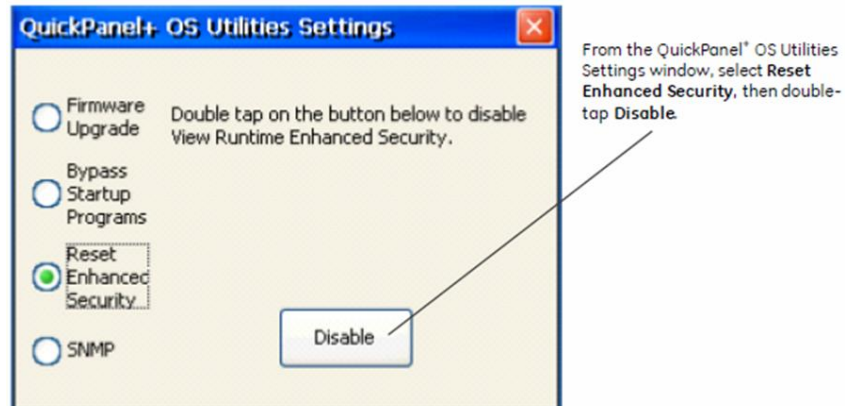 QuickPanel+ OS Utilities Settings
Firmware
Upgrade
Double tap on the button below to disable
View Runtime Enhanced Security.
Bypass
Startup
Programs
Reset
Enhanced
Security
SNMP
Disable
From the QuickPanel+ OS Utilities
Settings window, select Reset
Enhanced Security, then double-
tap Disable.